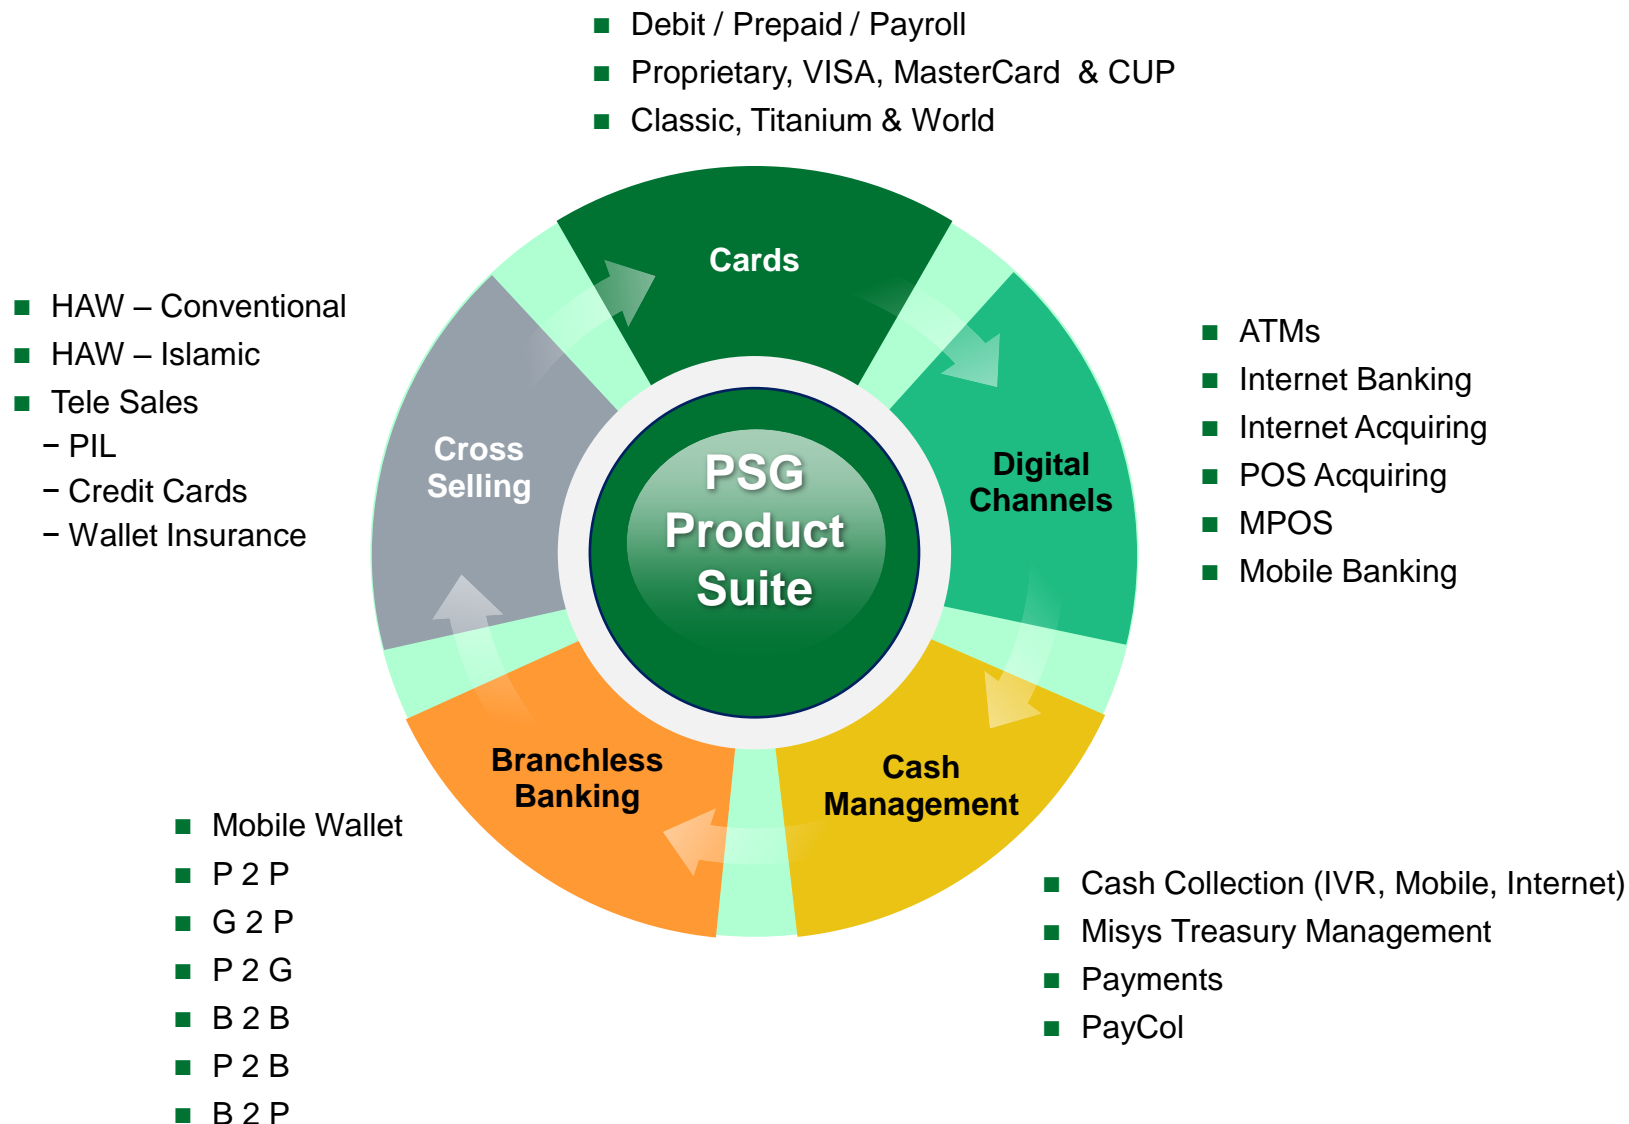 Debit / Prepaid / Payroll
Proprietary, VISA, MasterCard & CUP
Classic, Titanium & World
Cards
HAW – Conventional
HAW – Islamic
Tele Sales
– PIL
– Credit Cards
– Wallet Insurance
Cross
Selling
PSG
Product
Suite
Digital
Channels
ATMs
Internet Banking
Internet Acquiring
POS Acquiring
MPOS
Mobile Banking
Branchless
Banking
Cash
Management
Mobile Wallet
P 2 P
G 2 P
P 2 G
B 2 B
P 2 B
B 2 P
Cash Collection (IVR, Mobile, Internet)
Misys Treasury Management
Payments
PayCol